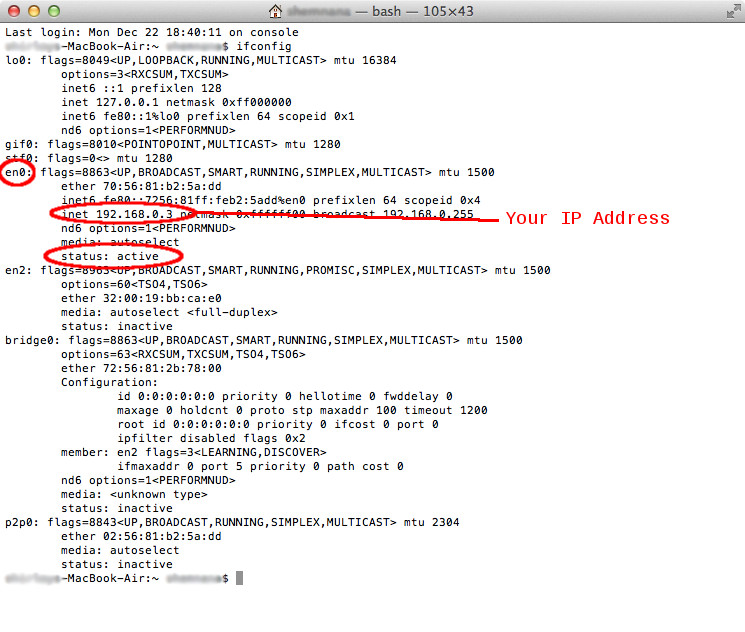 — bash — 105×43
Last login: Mon Dec 22 18:40:11 on console
-MacBook-Air:~ $ ifconfig
lo0: flags=8049<UP,LOOPBACK,RUNNING,MULTICAST> mtu 16384
options=3<RXCSUM,TXCSUM>
inet6 ::1 prefixlen 128
inet 127.0.0.1 netmask 0xff000000
inet6 fe80::1%lo0 prefixlen 64 scopeid 0x1
nd6 options=1<PERFORMNUD>
gif0: flags=8010<POINTOPOINT,MULTICAST> mtu 1280
stf0: flags=0<> mtu 1280
en0: flags=8863<UP,BROADCAST,SMART,RUNNING,SIMPLEX,MULTICAST> mtu 1500
ether 70:56:81:b2:5a:dd
inet6 fe80::7256:81ff:feb2:5add%en0 prefixlen 64 scopeid 0x4
inet 192.168.0.3 netmask 0xffffff00 broadcast 192.168.0.255
Your IP Address
nd6 options=1<PERFORMNUD>
media: autoselect
status: active
en2: flags=8963<UP,BROADCAST,SMART,RUNNING,PROMISC,SIMPLEX,MULTICAST> mtu 1500
options=60<TSO4,TSO6>
ether 32:00:19:bb:ca:e0
media: autoselect <full-duplex>
status: inactive
bridge0: flags=8863<UP,BROADCAST,SMART,RUNNING,SIMPLEX,MULTICAST> mtu 1500
options=63<RXCSUM,TXCSUM,TSO4,TSO6>
ether 72:56:81:2b:78:00
Configuration:
id 0:0:0:0:0:0 priority 0 hellotime 0 fwddelay 0
maxage 0 holdcnt 0 proto stp maxaddr 100 timeout 1200
root id 0:0:0:0:0:0 priority 0 ifcost 0 port 0
ipfilter disabled flags 0x2
member: en2 flags=3<LEARNING,DISCOVER>
ifmaxaddr 0 port 5 priority 0 path cost 0
nd6 options=1<PERFORMNUD>
media: <unknown type>
status: inactive
p2p0: flags=8843<UP,BROADCAST,RUNNING,SIMPLEX,MULTICAST> mtu 2304
ether 02:56:81:b2:5a:dd
media: autoselect
status: inactive
-MacBook-Air:~ $